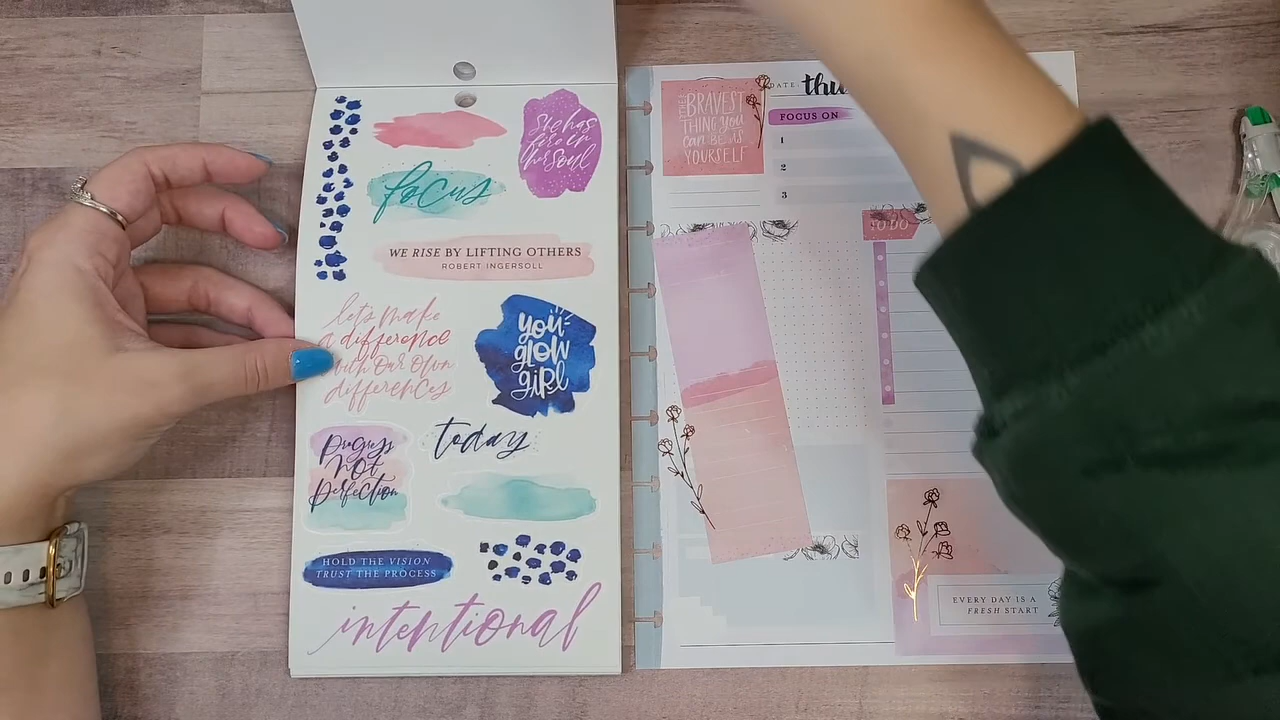 She has
fire in
her soul
focus
WE RISE BY LIFTING OTHERS
ROBERT INGERSOLL
let's make
a difference
with our own
differences
you
glow
girl
Progress
not
Perfection
today
HOLD THE VISION
TRUST THE PROCESS
intentional
THE
BRAVEST
THING YOU
CAN BE IS
YOURSELF
DATE
FOCUS ON
1
2
3
TO DO
EVERY DAY IS A
FRESH START